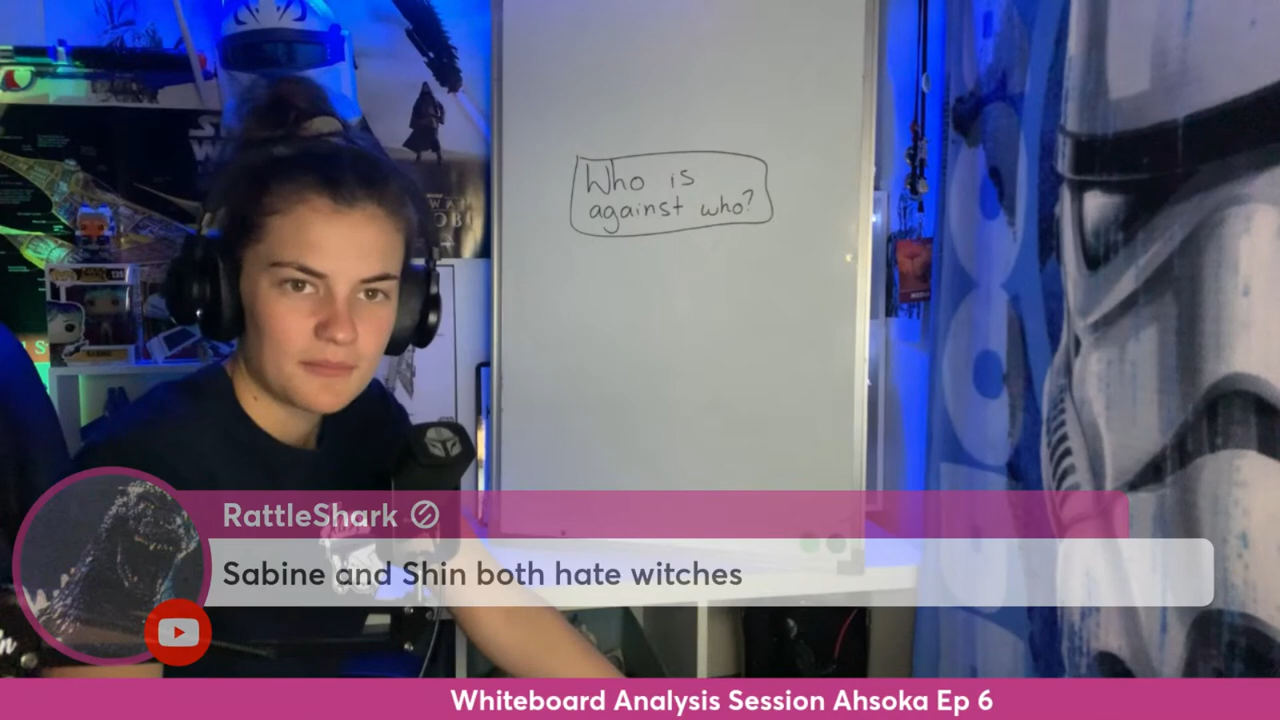 Who is
against who?
RattleShark
Sabine and Shin both hate witches
Whiteboard Analysis Session Ahsoka Ep 6